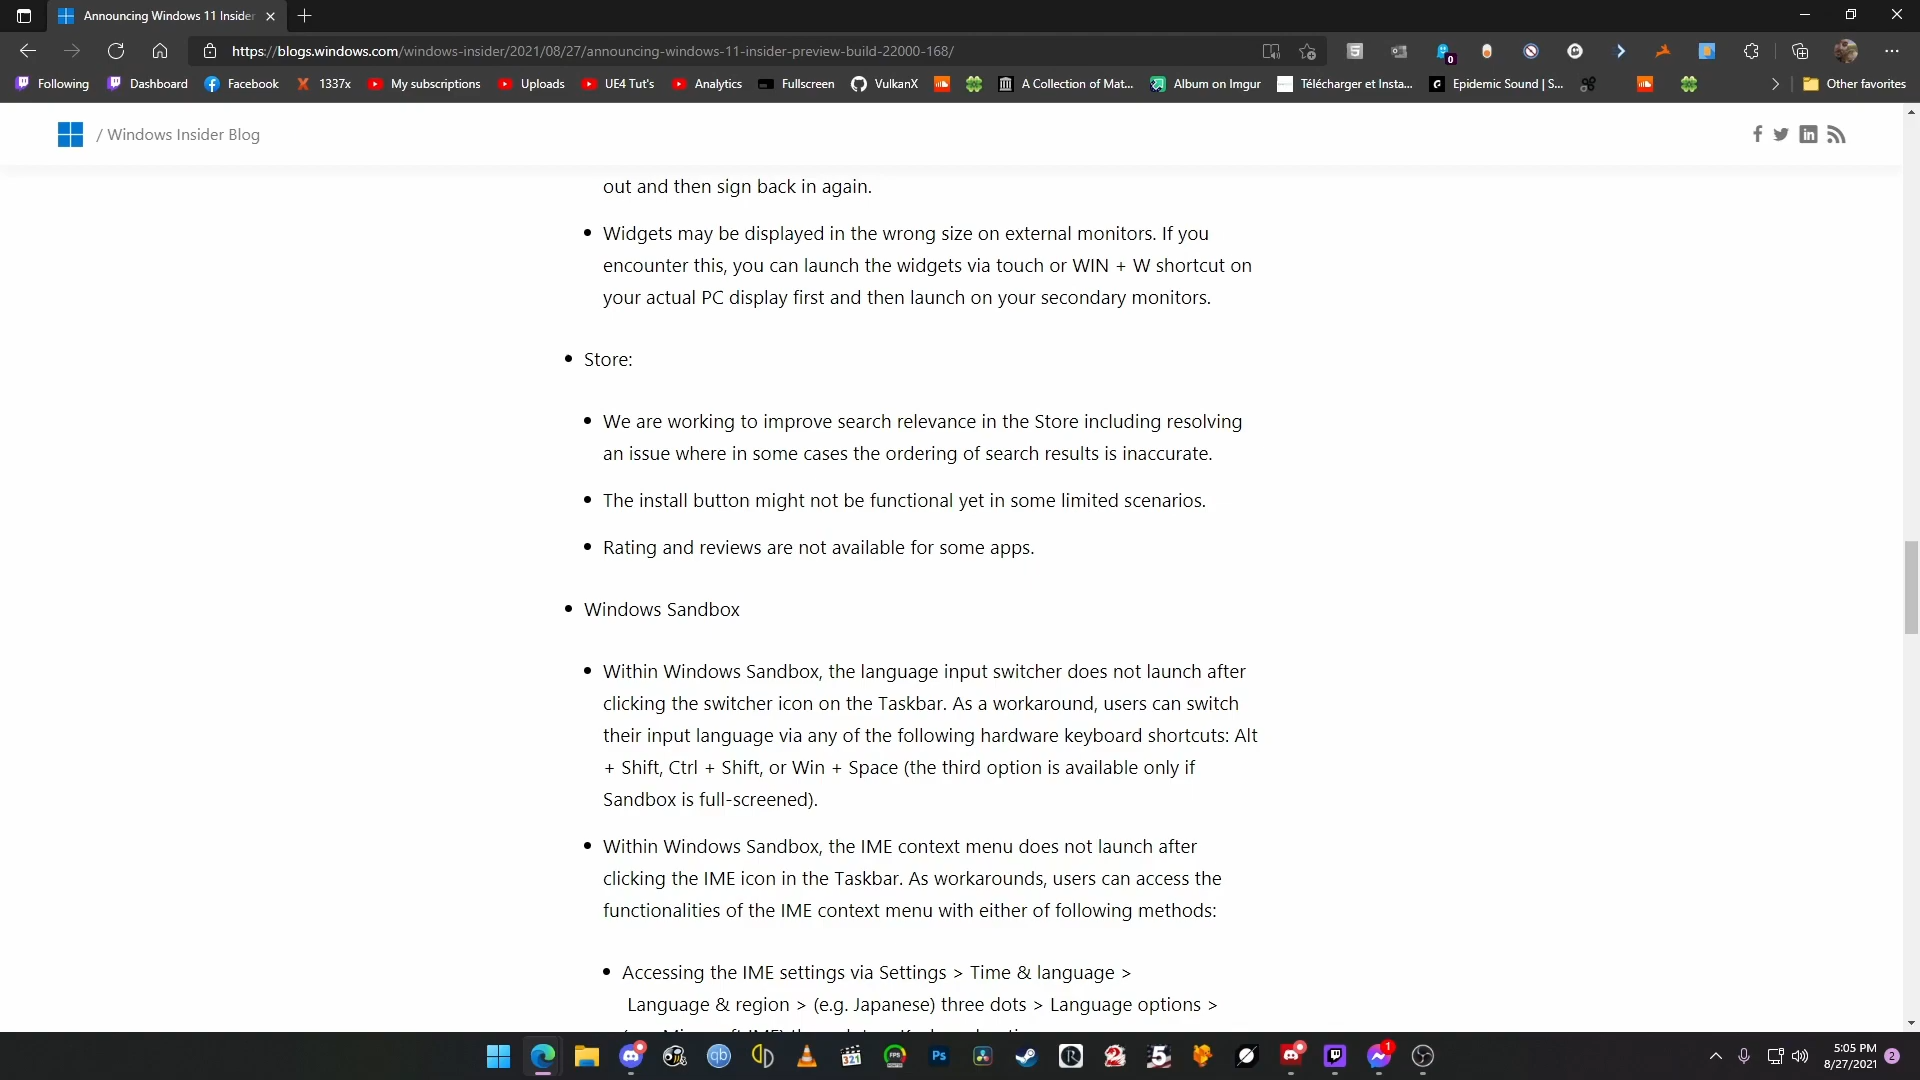 Announcing Windows 11 Insider
https://blogs.windows.com/windows-insider/2021/08/27/announcing-windows-11-insider-preview-build-22000-168/
0
Following
Dashboard
Facebook
1337x
My subscriptions
Uploads
UE4 Tut's
Analytics
Fullscreen
VulkanX
A Collection of Mat...
Album on Imgur
Télécharger et Insta...
Epidemic Sound | S...
Other favorites
/ Windows Insider Blog
out and then sign back in again.
• Widgets may be displayed in the wrong size on external monitors. If you
encounter this, you can launch the widgets via touch or WIN + W shortcut on
your actual PC display first and then launch on your secondary monitors.
• Store:
• We are working to improve search relevance in the Store including resolving
an issue where in some cases the ordering of search results is inaccurate.
• The install button might not be functional yet in some limited scenarios.
• Rating and reviews are not available for some apps.
• Windows Sandbox
• Within Windows Sandbox, the language input switcher does not launch after
clicking the switcher icon on the Taskbar. As a workaround, users can switch
their input language via any of the following hardware keyboard shortcuts: Alt
+ Shift, Ctrl + Shift, or Win + Space (the third option is available only if
Sandbox is full-screened).
• Within Windows Sandbox, the IME context menu does not launch after
clicking the IME icon in the Taskbar. As workarounds, users can access the
functionalities of the IME context menu with either of following methods:
• Accessing the IME settings via Settings > Time & language >
Language & region > (e.g. Japanese) three dots > Language options >
qb
321
FPS
Ps
1
5:05 PM
8/27/2021
2